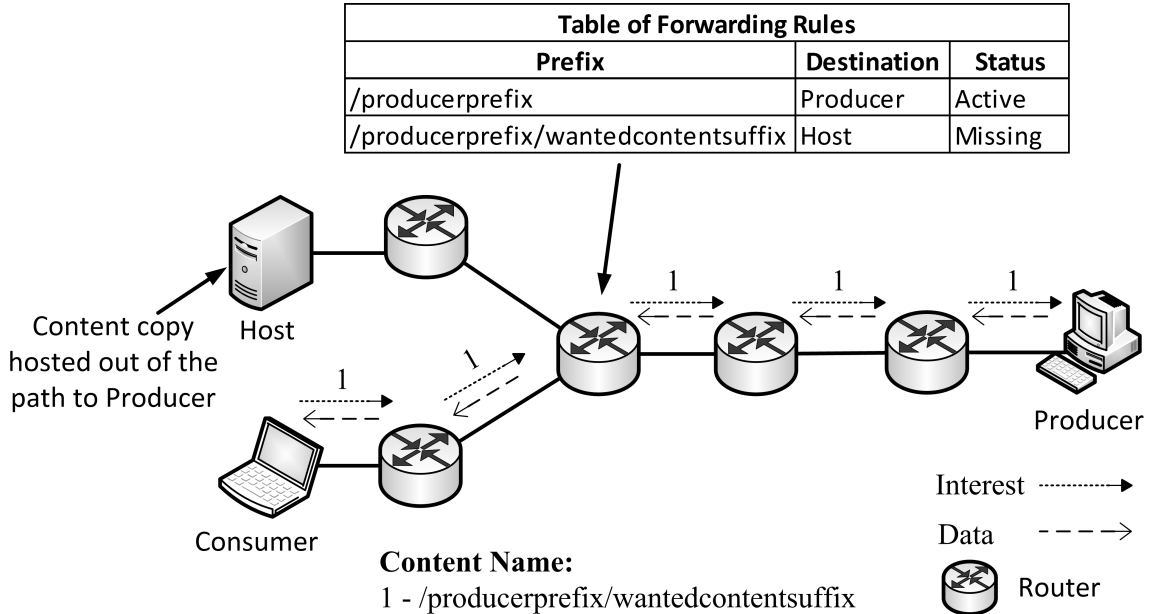 Table of Forwarding Rules
Prefix Destination Status
/producerprefix Producer Active
/producerprefix/wantedcontentsuffix Host Missing
1 1 1
Content copy
hosted out of the
path to Producer
Host
1
1
Producer
Consumer
Interest
Data
Router
Content Name:
1 - /producerprefix/wantedcontentsuffix